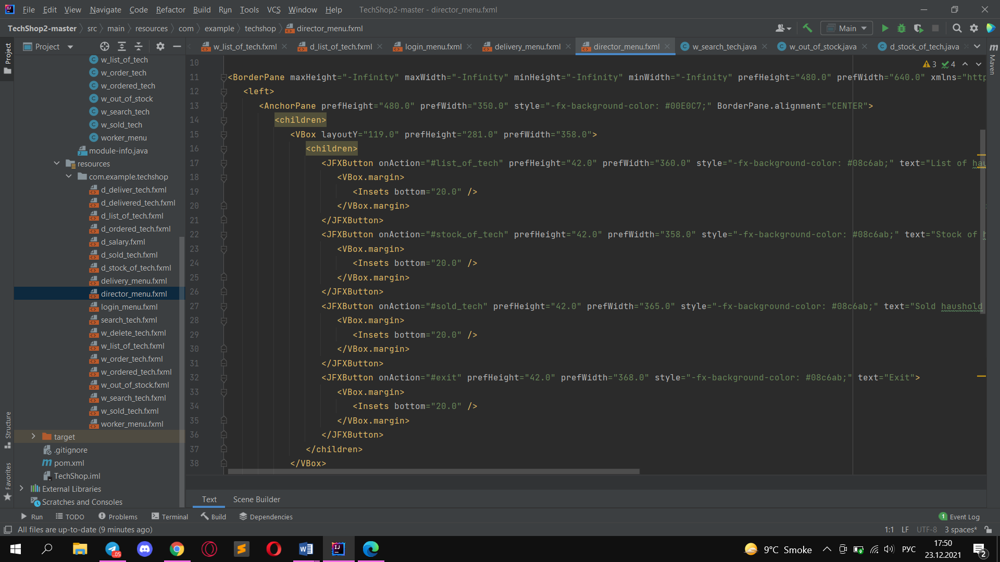 File Edit View Navigate Code Refactor Build Run Tools VCS Window Help TechShop2-master - director_menu.fxml
TechShop2-master src main resources com example techshop director_menu.fxml
Main
Project
w_list_of_tech.fxml d_list_of_tech.fxml login_menu.fxml delivery_menu.fxml director_menu.fxml w_search_tech.java w_out_of_stock.java d_stock_of_tech.java
Project
Maven
w_list_of_tech
w_order_tech
w_ordered_tech
w_out_of_stock
w_search_tech
w_sold_tech
worker_menu
module-info.java
resources
com.example.techshop
d_deliver_tech.fxml
d_delivered_tech.fxml
d_list_of_tech.fxml
d_ordered_tech.fxml
d_salary.fxml
d_sold_tech.fxml
d_stock_of_tech.fxml
delivery_menu.fxml
director_menu.fxml
login_menu.fxml
search_tech.fxml
w_delete_tech.fxml
w_list_of_tech.fxml
w_order_tech.fxml
w_ordered_tech.fxml
w_out_of_stock.fxml
w_search_tech.fxml
w_sold_tech.fxml
worker_menu.fxml
target
.gitignore
pom.xml
TechShop.iml
External Libraries
Scratches and Consoles
Structure
Favorites
3 4
10
11 <BorderPane maxHeight="-Infinity" maxWidth="-Infinity" minHeight="-Infinity" minWidth="-Infinity" prefHeight="480.0" prefWidth="640.0" xmlns="http
12 <left>
13 <AnchorPane prefHeight="480.0" prefWidth="350.0" style="-fx-background-color: #00E0C7;" BorderPane.alignment="CENTER">
14 <children>
15 <VBox layoutY="119.0" prefHeight="281.0" prefWidth="358.0">
16 <children>
17 <JFXButton onAction="#list_of_tech" prefHeight="42.0" prefWidth="360.0" style="-fx-background-color: #08c6ab;" text="List of hau
18 <VBox.margin>
19 <Insets bottom="20.0" />
20 </VBox.margin>
21 </JFXButton>
22 <JFXButton onAction="#stock_of_tech" prefHeight="42.0" prefWidth="358.0" style="-fx-background-color: #08c6ab;" text="Stock of h
23 <VBox.margin>
24 <Insets bottom="20.0" />
25 </VBox.margin>
26 </JFXButton>
27 <JFXButton onAction="#sold_tech" prefHeight="42.0" prefWidth="365.0" style="-fx-background-color: #08c6ab;" text="Sold haushold
28 <VBox.margin>
29 <Insets bottom="20.0" />
30 </VBox.margin>
31 </JFXButton>
32 <JFXButton onAction="#exit" prefHeight="42.0" prefWidth="368.0" style="-fx-background-color: #08c6ab;" text="Exit">
33 <VBox.margin>
34 <Insets bottom="20.0" />
35 </VBox.margin>
36 </JFXButton>
37 </children>
38 </VBox>
Text Scene Builder
Run TODO Problems Terminal Build Dependencies 1 Event Log
All files are up-to-date (9 minutes ago) 1:1 LF UTF-8 3 spaces*
.05 9°C Smoke РУС 17:50
23.12.2021 2